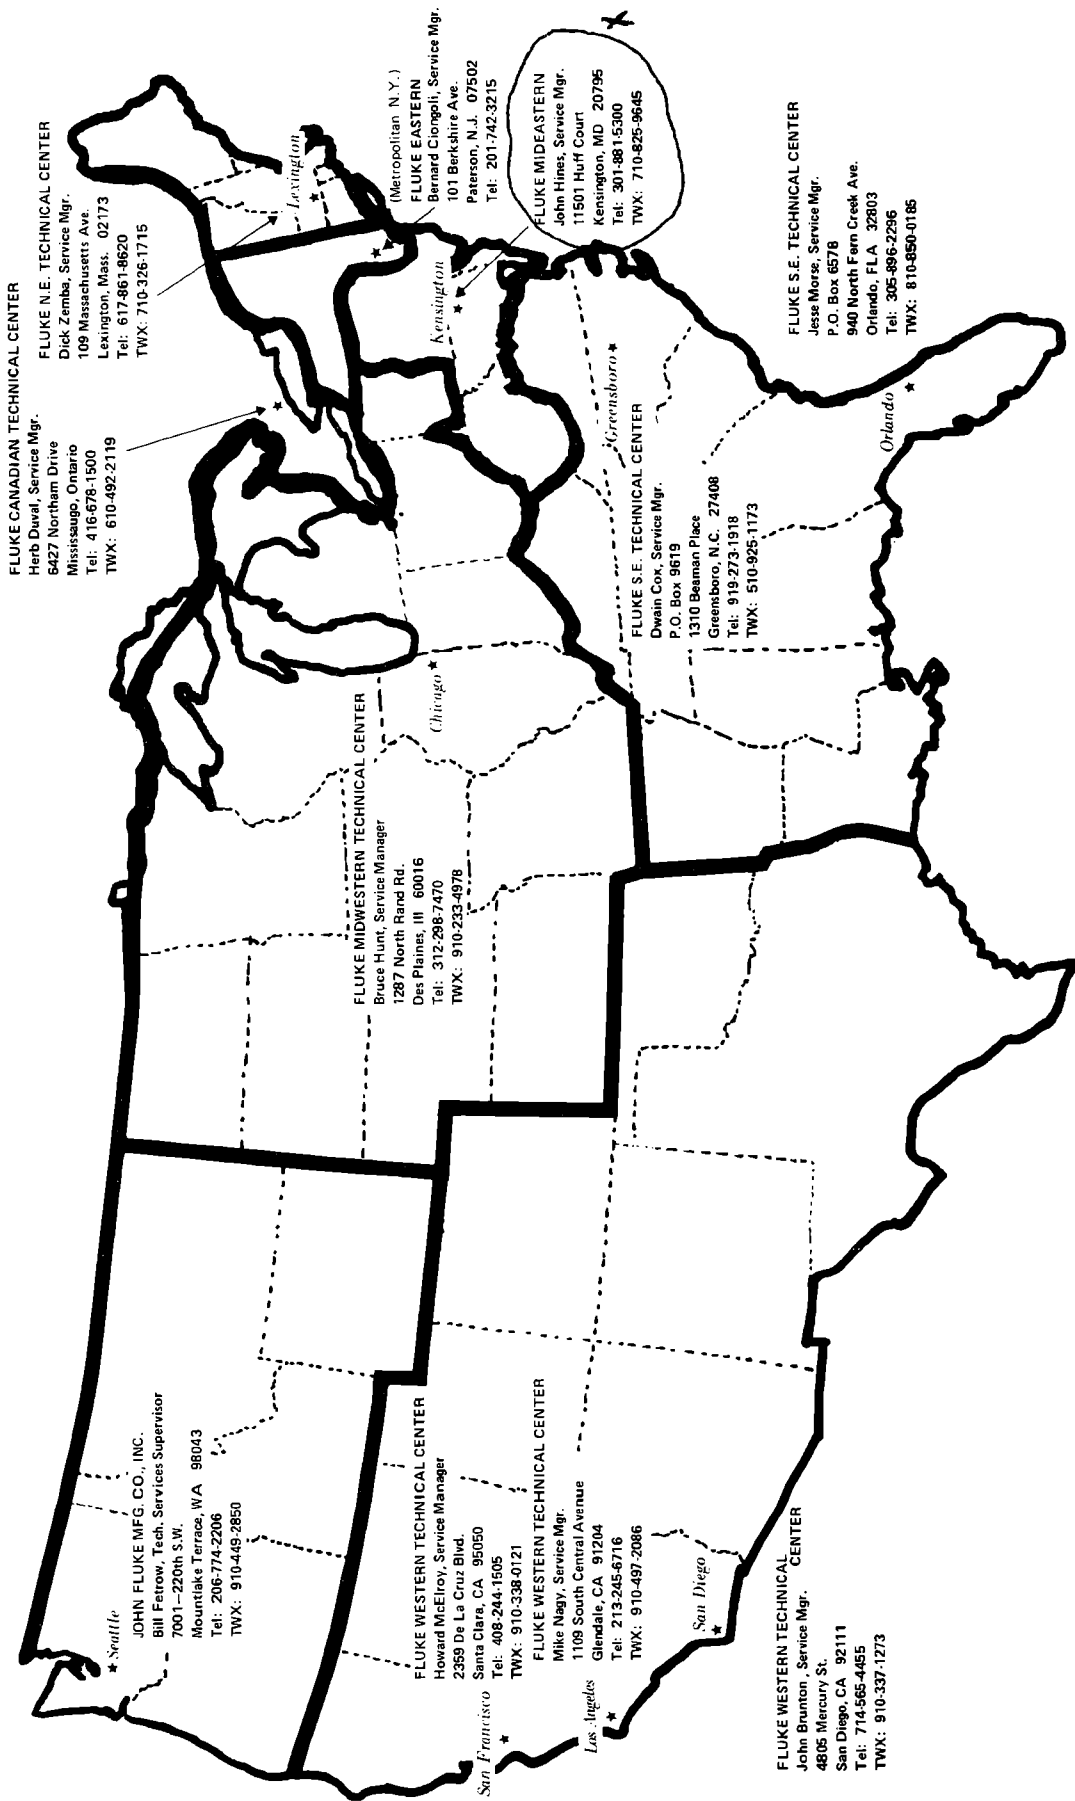 FLUKE CANADIAN TECHNICAL CENTER
Herb Duval, Service Mgr.
6427 Northam Drive
Mississaugo, Ontario
Tel: 416-678-1500
TWX: 610-492-2119
FLUKE N.E. TECHNICAL CENTER
Dick Zemba, Service Mgr.
109 Massachusetts Ave.
Lexington, Mass. 02173
Tel: 617-861-8620
TWX: 710-326-1715
Lexington
(Metropolitan N.Y.)
FLUKE EASTERN
Bernard Ciongoli, Service Mgr.
101 Berkshire Ave.
Paterson, N.J. 07502
Tel: 201-742-3215
X
FLUKE MIDEASTERN
John Hines, Service Mgr.
11501 Huff Court
Kensington, MD 20795
Tel: 301-881-5300
TWX: 710-825-9645
Kensington
JOHN FLUKE MFG. CO., INC.
Bill Fetrow, Tech. Services Supervisor
7001—220th S.W.
Mountlake Terrace, WA 98043
Tel: 206-774-2206
TWX: 910-449-2850
Seattle
FLUKE MIDWESTERN TECHNICAL CENTER
Bruce Hunt, Service Manager
1287 North Rand Rd.
Des Plaines, Ill 60016
Tel: 312-298-7470
TWX: 910-233-4978
Chicago
FLUKE WESTERN TECHNICAL CENTER
Howard McElroy, Service Manager
2359 De La Cruz Blvd.
Santa Clara, CA 95050
Tel: 408-244-1505
TWX: 910-338-0121
San Francisco
FLUKE WESTERN TECHNICAL CENTER
Mike Nagy, Service Mgr.
1109 South Central Avenue
Glendale, CA 91204
Tel: 213-245-6716
TWX: 910-497-2086
Los Angeles
San Diego
FLUKE S.E. TECHNICAL CENTER
Dwain Cox, Service Mgr.
P.O. Box 9619
1310 Beaman Place
Greensboro, N.C. 27408
Tel: 919-273-1918
TWX: 510-925-1173
Greensboro
FLUKE WESTERN TECHNICAL
CENTER
John Brunton, Service Mgr.
4805 Mercury St.
San Diego, CA 92111
Tel: 714-565-4455
TWX: 910-337-1273
FLUKE S.E. TECHNICAL CENTER
Jesse Morse, Service Mgr.
P.O. Box 6578
940 North Fern Creek Ave.
Orlando, FLA 32803
Tel: 305-896-2296
TWX: 810-850-0185
Orlando